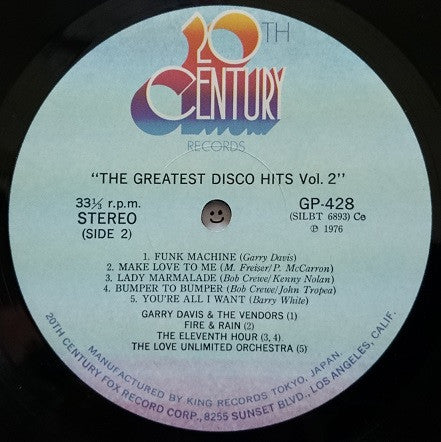 20TH
CENTURY
RECORDS
"THE GREATEST DISCO HITS Vol. 2"
33⅓ r.p.m.
STEREO
(SIDE 2)
GP-428
(SILBT 6893) Ce
℗ 1976
1. FUNK MACHINE (Garry Davis)
2. MAKE LOVE TO ME (M. Freiser/P. McCarron)
3. LADY MARMALADE (Bob Crewe/Kenny Nolan)
4. BUMPER TO BUMPER (Bob Crewe/John Tropea)
5. YOU'RE ALL I WANT (Barry White)
GARRY DAVIS & THE VENDORS (1)
FIRE & RAIN (2)
THE ELEVENTH HOUR (3, 4)
THE LOVE UNLIMITED ORCHESTRA (5)
MANUFACTURED BY KING RECORDS TOKYO, JAPAN
20TH CENTURY FOX RECORD CORP., 8255 SUNSET BLVD., LOS ANGELES, CALIF.